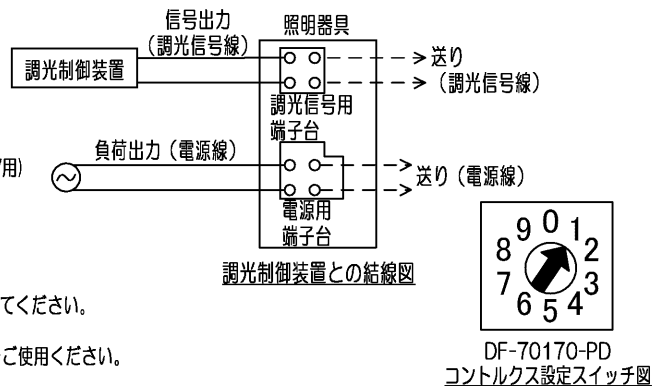 信号出力
（調光信号線）
照明器具
調光制御装置
送り
（調光信号線）
調光信号用
端子台
負荷出力（電源線）
用)
送り（電源線）
電源用
端子台
調光制御装置との結線図
てください。
ご使用ください。
0
1
2
3
4
5
6
7
8
9
DF-70170-PD
コントルクス設定スイッチ図